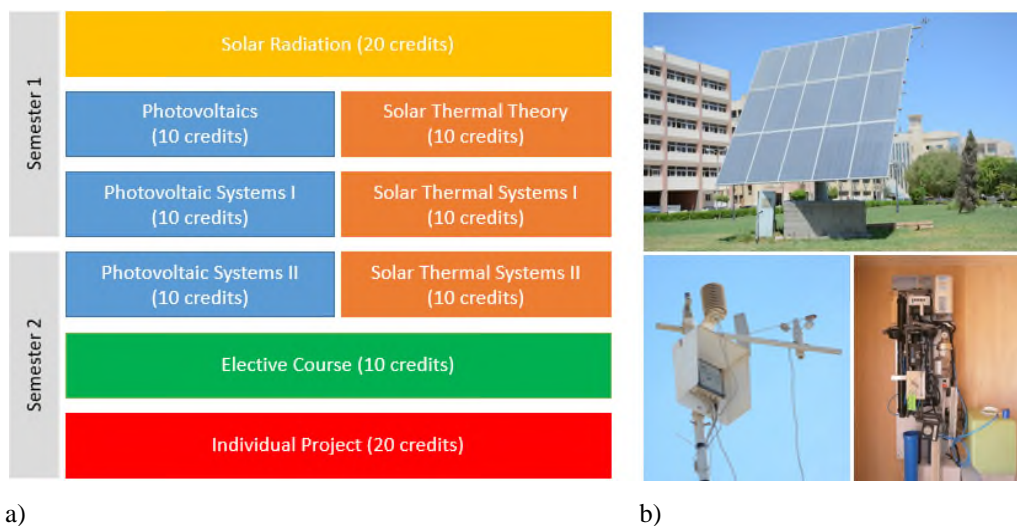 Semester 1
Solar Radiation (20 credits)
Photovoltaics
(10 credits)
Solar Thermal Theory
(10 credits)
Photovoltaic Systems I
(10 credits)
Solar Thermal Systems I
(10 credits)
Semester 2
Photovoltaic Systems II
(10 credits)
Solar Thermal Systems II
(10 credits)
Elective Course (10 credits)
Individual Project (20 credits)
a)
b)